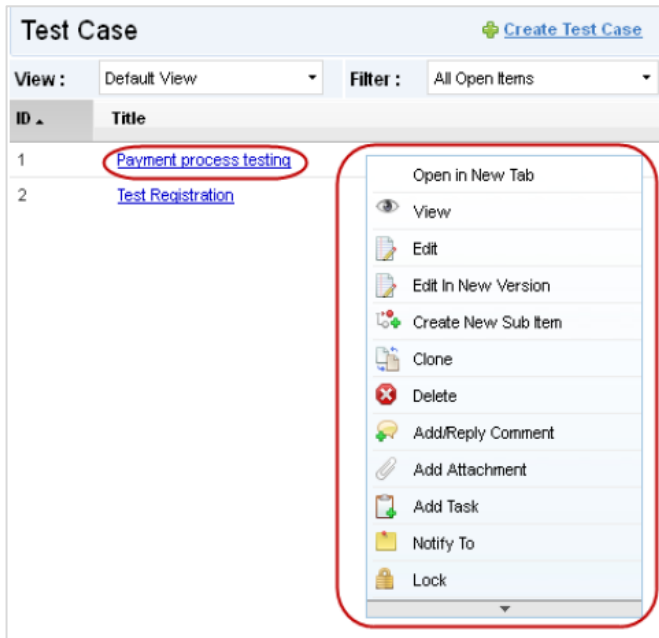 Test Case
Create Test Case
View : Default View Filter : All Open Items
ID Title
1 Payment process testing
2 Test Registration
Open in New Tab
View
Edit
Edit In New Version
Create New Sub Item
Clone
Delete
Add/Reply Comment
Add Attachment
Add Task
Notify To
Lock